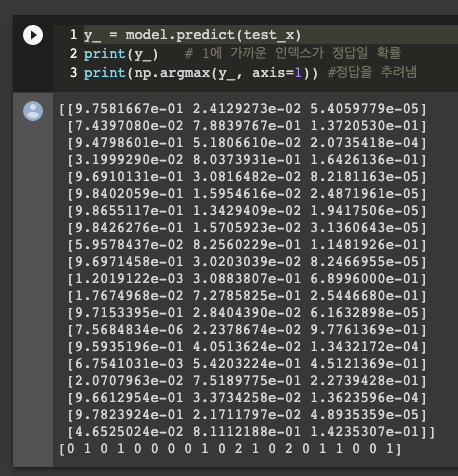 1 y_ = model.predict(test_x)
2 print(y_)   # 1에 가까운 인덱스가 정답일 확률
3 print(np.argmax(y_, axis=1)) #정답을 추려냄
[[9.7581667e-01 2.4129273e-02 5.4059779e-05]
[7.4397080e-02 7.8839767e-01 1.3720530e-01]
[9.4798601e-01 5.1806610e-02 2.0735418e-04]
[3.1999290e-02 8.0373931e-01 1.6426136e-01]
[9.6910131e-01 3.0816482e-02 8.2181163e-05]
[9.8402059e-01 1.5954616e-02 2.4871961e-05]
[9.8655117e-01 1.3429409e-02 1.9417506e-05]
[9.8426276e-01 1.5705923e-02 3.1360643e-05]
[5.9578437e-02 8.2560229e-01 1.1481926e-01]
[9.6971458e-01 3.0203039e-02 8.2466955e-05]
[1.2019122e-03 3.0883807e-01 6.8996000e-01]
[1.7674968e-02 7.2785825e-01 2.5446680e-01]
[9.7153395e-01 2.8404390e-02 6.1632898e-05]
[7.5684834e-06 2.2378674e-02 9.7761369e-01]
[9.5935196e-01 4.0513624e-02 1.3432172e-04]
[6.7541031e-03 5.4203224e-01 4.5121369e-01]
[2.0707963e-02 7.5189775e-01 2.2739428e-01]
[9.6612954e-01 3.3734258e-02 1.3623596e-04]
[9.7823924e-01 2.1711797e-02 4.8935359e-05]
[4.6525024e-02 8.1112188e-01 1.4235307e-01]]
[0 1 0 1 0 0 0 0 1 0 2 1 0 2 0 1 1 0 0 1]